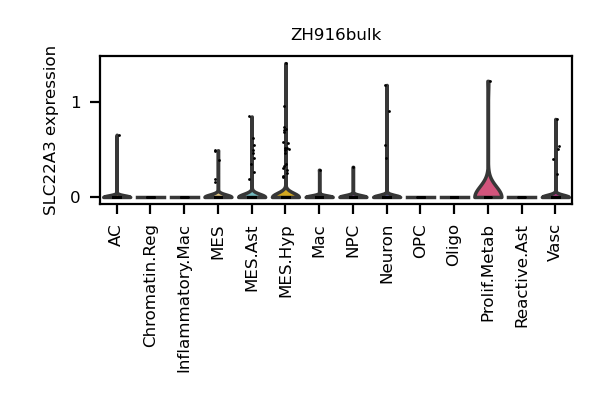 ZH916bulk
SLC22A3 expression
1
0
AC
Chromatin.Reg
Inflammatory.Mac
MES
MES.Ast
MES.Hyp
Mac
NPC
Neuron
OPC
Oligo
Prolif.Metab
Reactive.Ast
Vasc